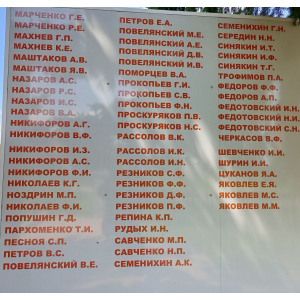 МАРЧЕНКО Г.Е.
МАРЧЕНКО Р.Е.
МАХНЕВ Г.П.
МАХНЕВ К.Е.
МАШТАКОВ А.В.
МАШТАКОВ Я.В.
НАЗАРОВ А.С.
НАЗАРОВ Р.С.
НАЗАРОВ И.С.
НАЗАРОВ В.А.
НИКИФОРОВ А.Г.
НИКИФОРОВ В.Ф.
НИКИФОРОВ И.З.
НИКИФОРОВ А.С.
НИКИФОРОВ Ф.И.
НИКОЛАЕВ К.Г.
НОЗДРИН М.П.
НИКОЛАЕВ Ф.И.
ПОПУШИН Г.Д.
ПАРХОМЕНКО Т.И.
ПЕСНОЯ С.П.
ПЕТРОВ В.С.
ПОВЕЛЯНСКИЙ В.Е.
ПЕТРОВ Е.А.
ПОВЕЛЯНСКИЙ М.Е.
ПОВЕЛЯНСКИЙ А.Е.
ПОВЕЛЯНСКИЙ Д.В.
ПОВЕЛЯНСКИЙ И.В.
ПОМОРЦЕВ В.А.
ПРОКОПЬЕВ Г.И.
ПРОКОПЬЕВ С.В.
ПРОКОПЬЕВ Ф.Н.
ПРОСКУРЯКОВ П.В.
ПРОСКУРЯКОВ Н.С.
РАССОЛОВ В.К.
РАССОЛОВ И.К.
РАССОЛОВ И.Н.
РЕЗНИКОВ С.Ф.
РЕЗНИКОВ Ф.Ф.
РЕЗНИКОВ Д.Ф.
РЕЗНИКОВ П.Ф.
РЕПИНА К.П.
РУДЫХ И.Н.
САВЧЕНКО М.П.
САВЧЕНКО Н.П.
СЕМЕНИХИН А.К.
СЕМЕНИХИН Г.Н.
СЕРЕДИН Н.Н.
СИНЯКИН И.Т.
СИНЯКИН И.Ф.
СИНЯКИН Т.Г.
ТРОФИМОВ П.А.
ФЕДОРОВ Ф.Ф.
ФЕДОРОВ А.П.
ФЕДОТОВСКИЙ И.Н.
ФЕДОТОВСКИЙ Н.
ФЕДОТОВСКИЙ С.Н.
ЧЕРКАСОВ В.Ф.
ШЕВЧЕНКО И.И.
ШУРИН И.И.
ЦУКАНОВ Я.А.
ЯКОВЛЕВ Е.Я.
ЯКОВЛЕВ М.С.
ЯКОВЛЕВ М.М.